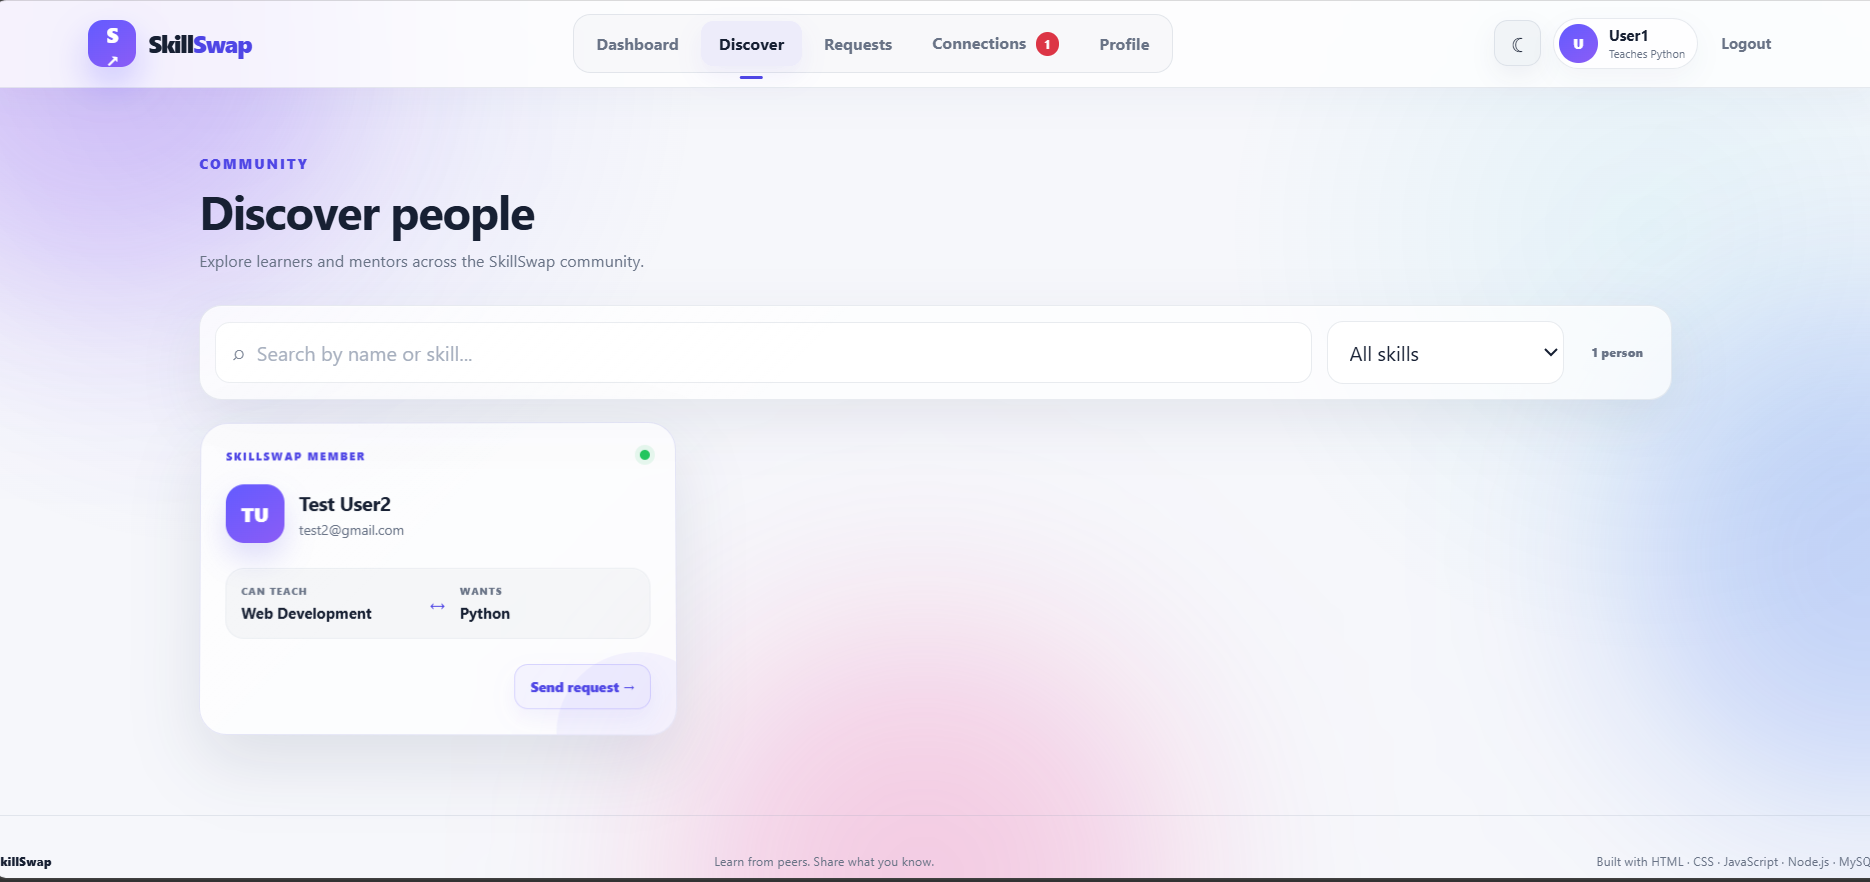 S
SkillSwap
Dashboard
Discover
Requests
Connections 1
Profile
☾
U
User1
Teaches Python
Logout
COMMUNITY
Discover people
Explore learners and mentors across the SkillSwap community.
Search by name or skill...
All skills
1 person
SKILLSWAP MEMBER
TU
Test User2
test2@gmail.com
CAN TEACH
Web Development
↔
WANTS
Python
Send request →
killSwap
Learn from peers. Share what you know.
Built with HTML · CSS · JavaScript · Node.js · MySQ